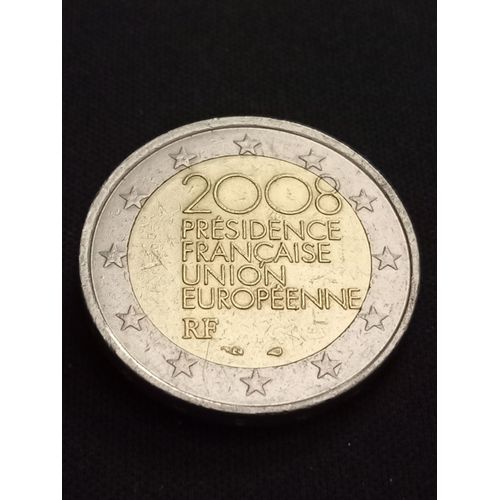 2008
PRÉSIDENCE
FRANÇAISE
UNION
EUROPÉENNE
RF